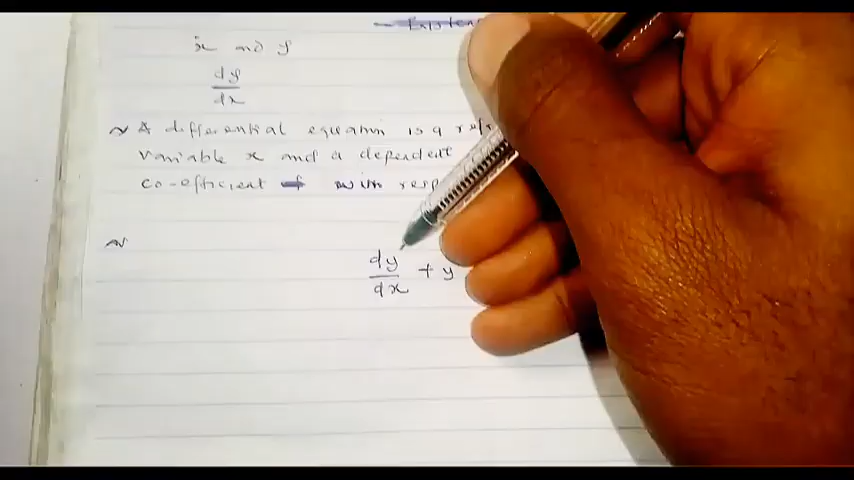 x and y
dy
dx
~ A differential equation is a
variable x and a dependent
co-efficient with resp
~
dy
dx + y